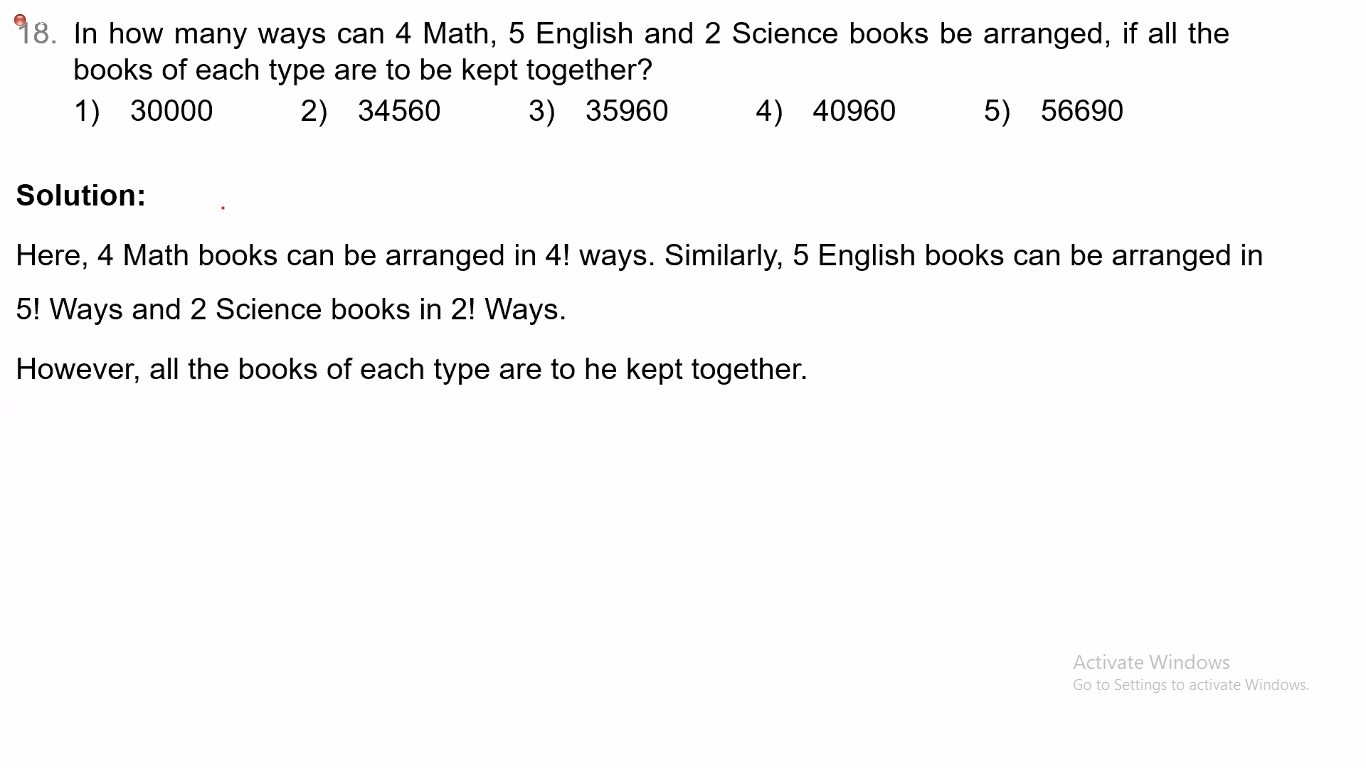 18. In how many ways can 4 Math, 5 English and 2 Science books be arranged, if all the
books of each type are to be kept together?
1) 30000 2) 34560 3) 35960 4) 40960 5) 56690
Solution:
Here, 4 Math books can be arranged in 4! ways. Similarly, 5 English books can be arranged in
5! Ways and 2 Science books in 2! Ways.
However, all the books of each type are to he kept together.
Activate Windows
Go to Settings to activate Windows.